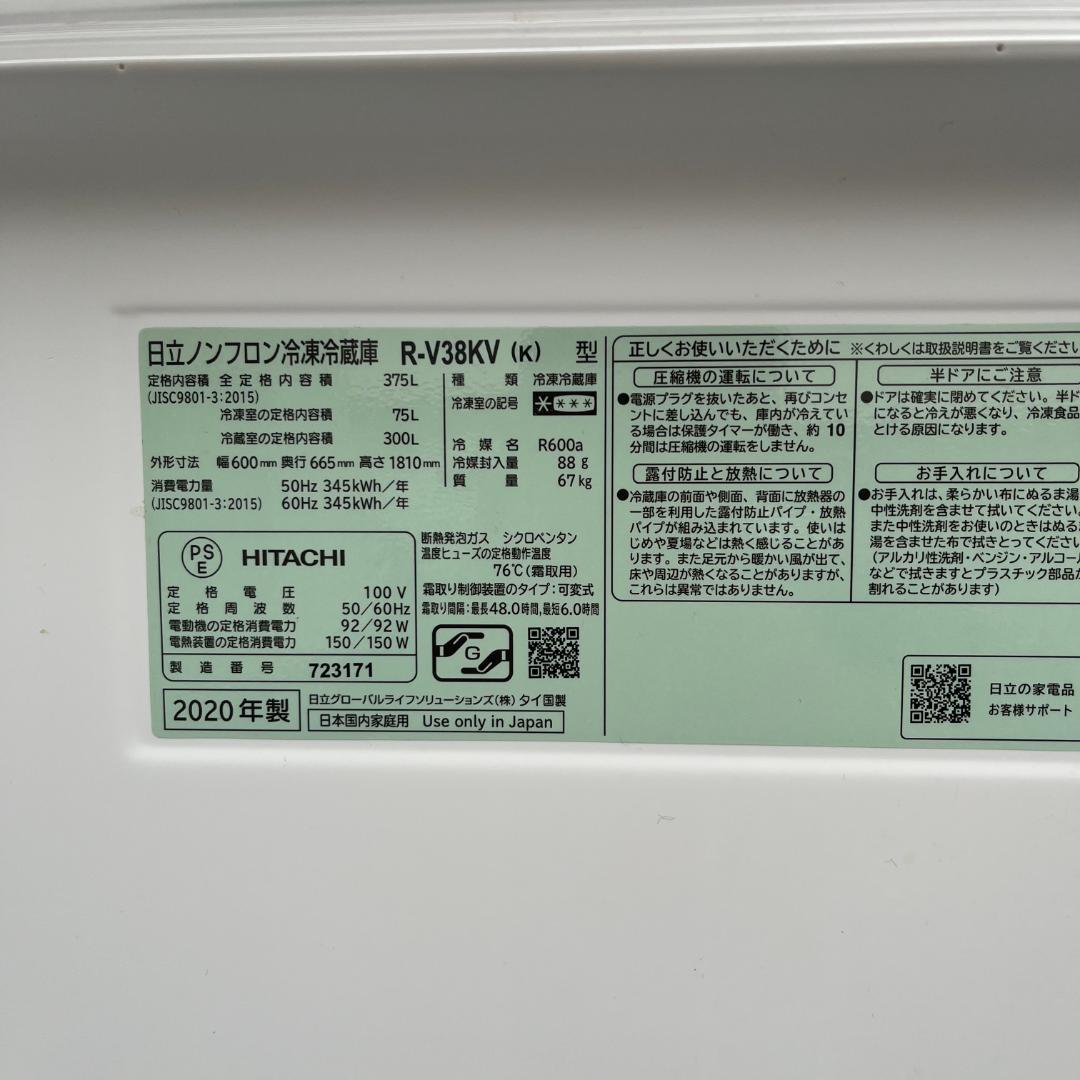 日立ノンフロン冷凍冷蔵庫 R-V38KV (K) 型
定格内容積 全定格内容積 375L
(JISC9801-3:2015)
冷凍室の定格内容積 75L
冷蔵室の定格内容積 300L
外形寸法 幅600mm 奥行665mm 高さ1810mm
消費電力量 50Hz 345kWh/年
(JISC9801-3:2015) 60Hz 345kWh/年
種類 冷凍冷蔵庫
冷凍室の記号 ****
冷媒名 R600a
冷媒封入量 88g
質量 67kg
PS
E
HITACHI
定格電圧 100V
定格周波数 50/60Hz
電動機の定格消費電力 92/92W
電熱装置の定格消費電力 150/150W
製造番号 723171
断熱発泡ガス シクロペンタン
温度ヒューズの定格動作温度
76℃(霜取用)
霜取り制御装置のタイプ:可変式
霜取り間隔:最長48.0時間,最短6.0時間
G
2020年製
日立グローバルライフソリューションズ(株) タイ国製
日本国内家庭用 Use only in Japan
正しくお使いいただくために ※くわしくは取扱説明書をご覧ください
圧縮機の運転について
●電源プラグを抜いたあと、再びコンセ
ントに差し込んでも、庫内が冷えてい
る場合は保護タイマーが働き、約10
分間は圧縮機の運転をしません。
露付防止と放熱について
●冷蔵庫の前面や側面、背面に放熱器の
一部を利用した露付防止パイプ・放熱
パイプが組み込まれています。使いは
じめや夏場などは熱く感じることがあ
ります。また足元から暖かい風が出て、
床や周辺が熱くなることがありますが、
これらは異常ではありません。
半ドアにご注意
●ドアは確実に閉めてください。半ド
になると冷えが悪くなり、冷凍食品
とける原因になります。
お手入れについて
●お手入れは、柔らかい布にぬるま湯
中性洗剤を含ませて拭いてください。
また中性洗剤をお使いのときはぬるま
湯を含ませた布で拭きとってください
(アルカリ性洗剤・ベンジン・アルコール
などで拭きますとプラスチック部品が
割れることがあります)
日立の家電品
お客様サポート